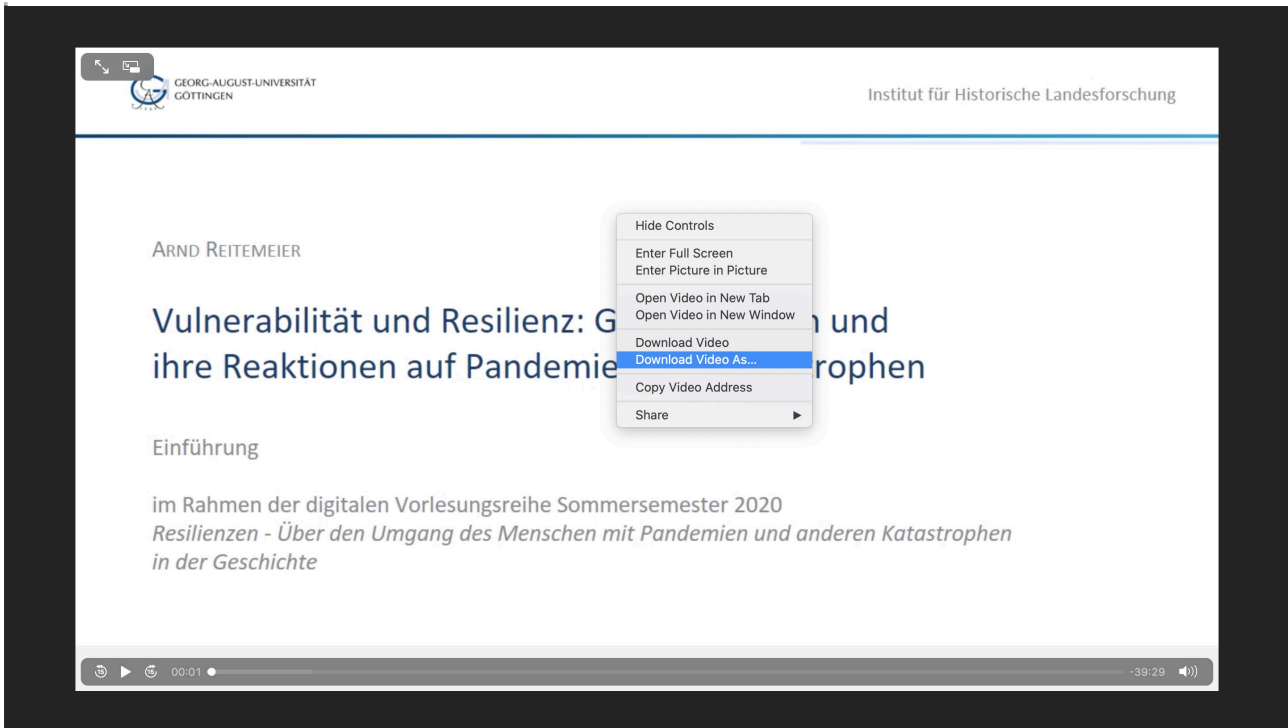 GEORG-AUGUST-UNIVERSITÄT
GÖTTINGEN
Institut für Historische Landesforschung
ARND REITEMEIER
Vulnerabilität und Resilienz: G
n und
ihre Reaktionen auf Pandemie
rophen
Hide Controls
Enter Full Screen
Enter Picture in Picture
Open Video in New Tab
Open Video in New Window
Download Video
Download Video As...
Copy Video Address
Share
Einführung
im Rahmen der digitalen Vorlesungsreihe Sommersemester 2020
Resilienzen - Über den Umgang des Menschen mit Pandemien und anderen Katastrophen
in der Geschichte
15
15
00:01
-39:29